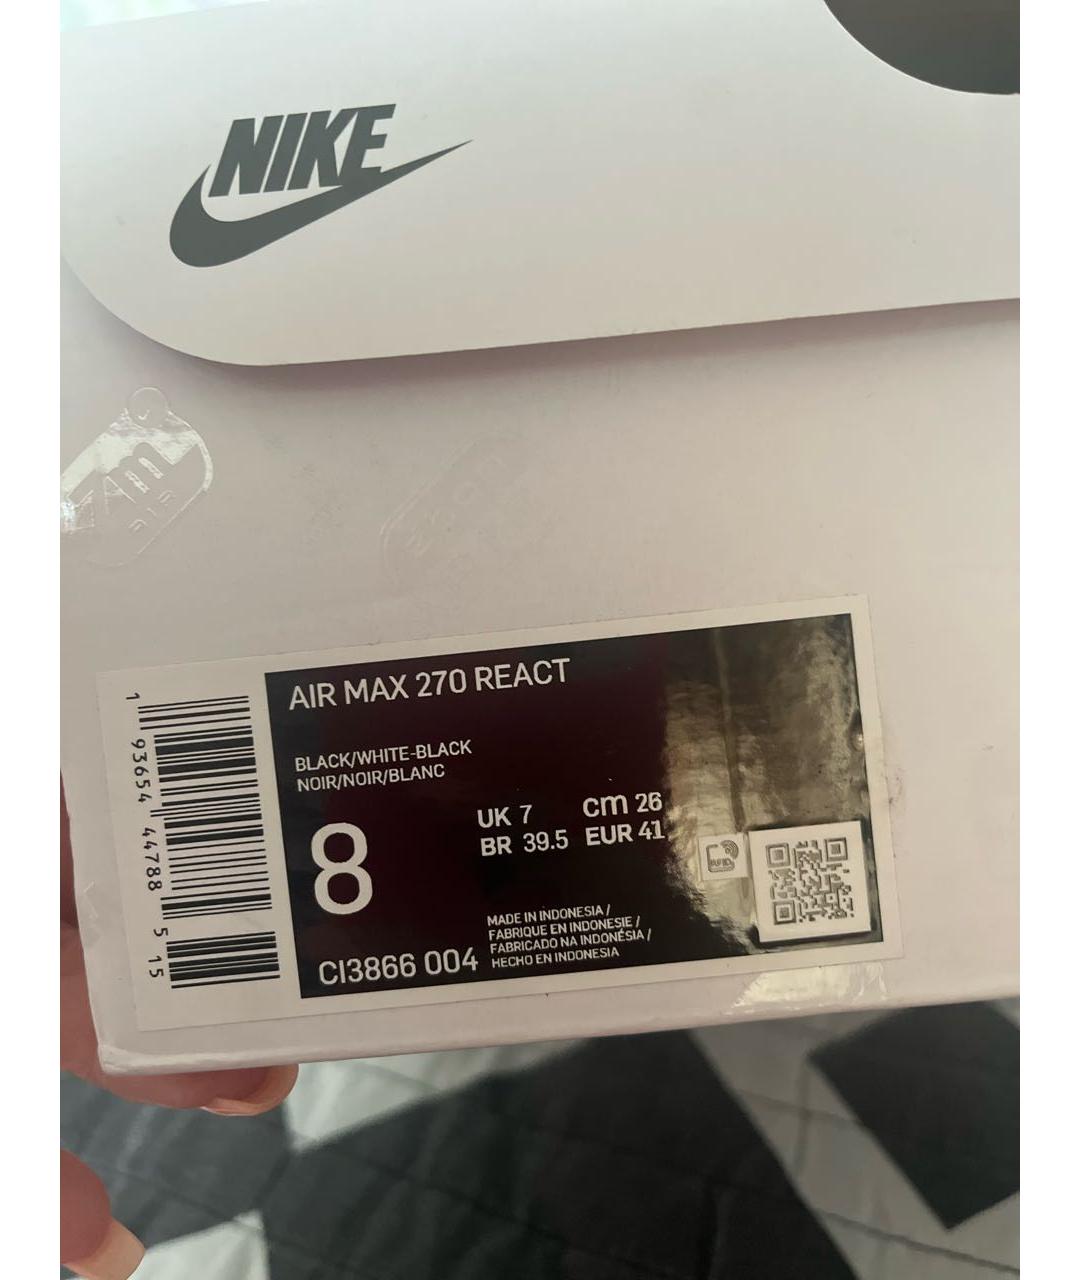 NIKE
AIR
AIR MAX 270 REACT
BLACK/WHITE-BLACK
NOIR/NOIR/BLANC
8
UK 7 cm 26
BR 39.5 EUR 41
RFID
MADE IN INDONESIA /
FABRIQUE EN INDONESIE /
FABRICADO NA INDONÉSIA /
HECHO EN INDONESIA
CI3866 004
1 93654 44788 5 15